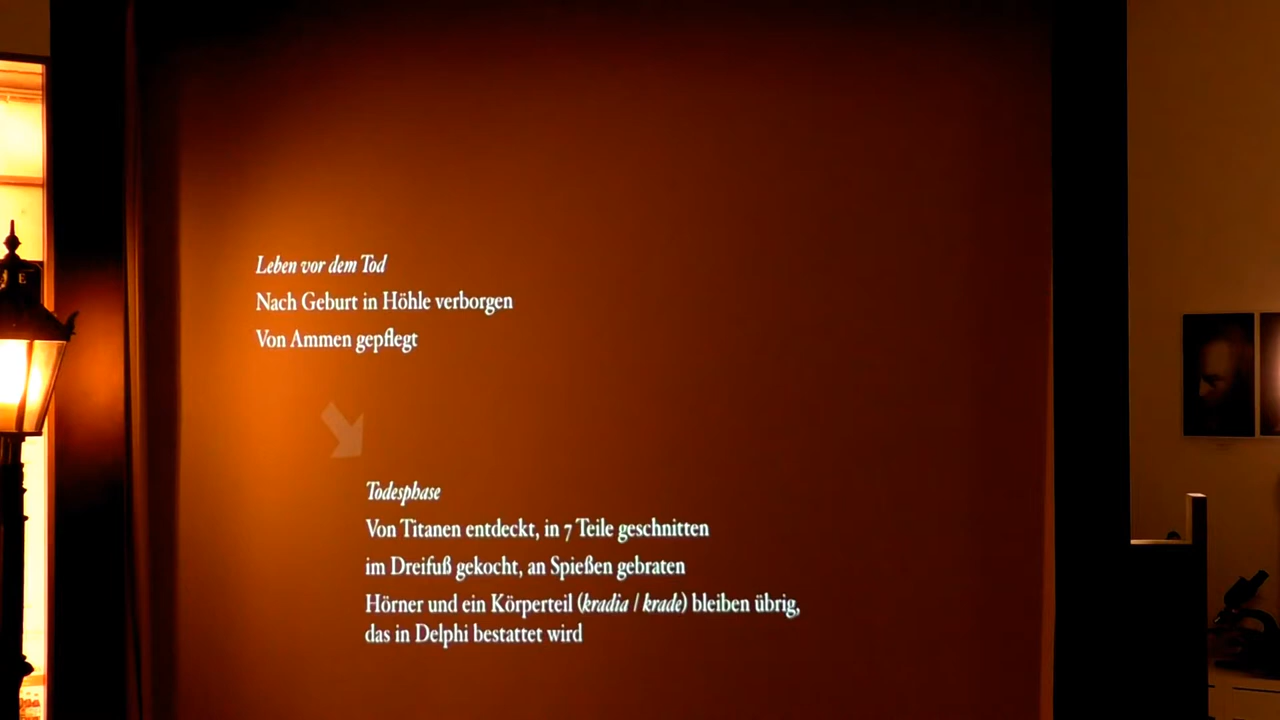 Leben vor dem Tod
Nach Geburt in Höhle verborgen
Von Ammen gepflegt
Todesphase
Von Titanen entdeckt, in 7 Teile geschnitten
im Dreifuß gekocht, an Spießen gebraten
Hörner und ein Körperteil (kradia / krade) bleiben übrig,
das in Delphi bestattet wird